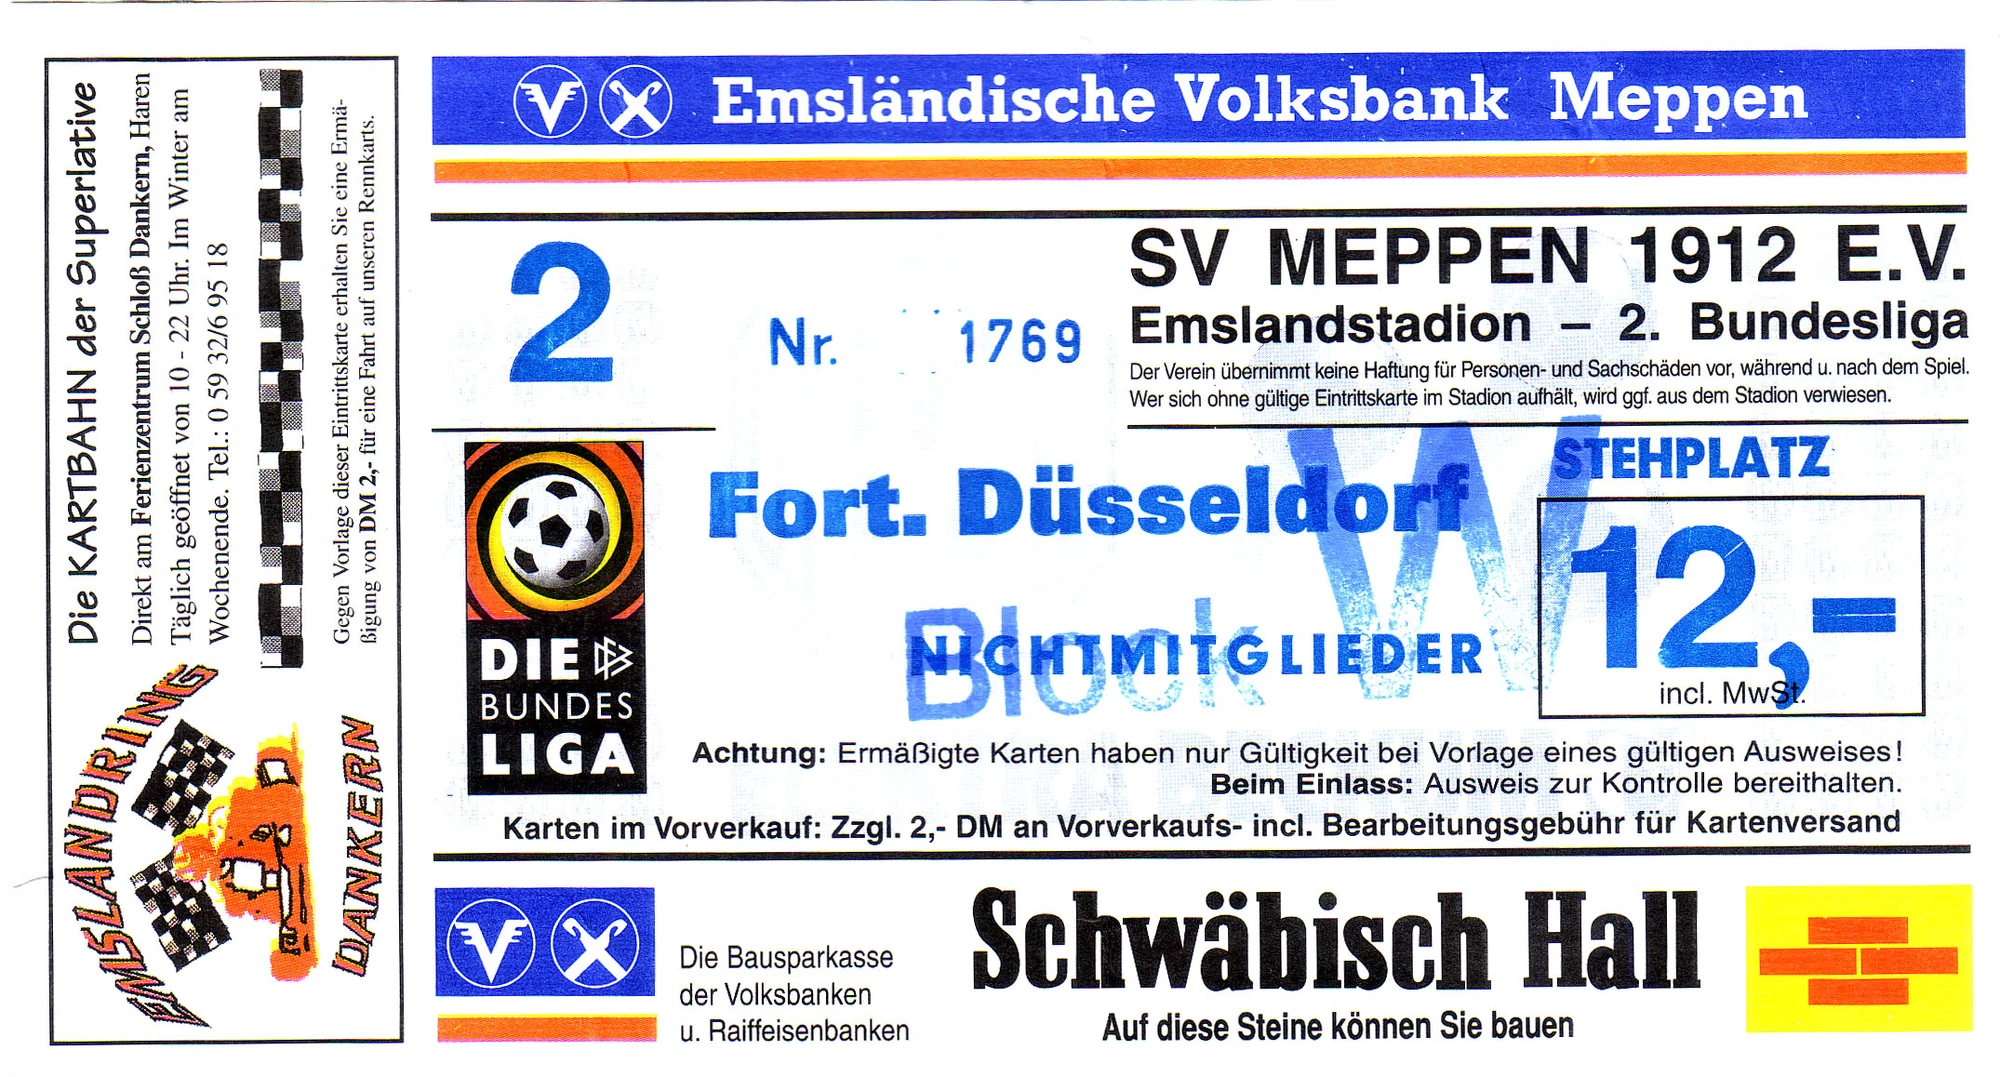 Die KARTBAHN der Superlative
Direkt am Ferienzentrum Schloß Dankern, Haren
Täglich geöffnet von 10 - 22 Uhr. Im Winter am
Wochenende. Tel.: 0 59 32/6 95 18
Gegen Vorlage dieser Eintrittskarte erhalten Sie eine Ermä-
ßigung von DM 2,- für eine Fahrt auf unseren Rennkarts.
EMSLANDRING
DANKERN
Emsländische Volksbank Meppen
2
Nr. 1769
SV MEPPEN 1912 E.V.
Emslandstadion – 2. Bundesliga
Der Verein übernimmt keine Haftung für Personen- und Sachschäden vor, während u. nach dem Spiel.
Wer sich ohne gültige Eintrittskarte im Stadion aufhält, wird ggf. aus dem Stadion verwiesen.
DIE
BUNDES
LIGA
Fort. Düsseldorf
STEHPLATZ
12,=
incl. MwSt.
Block W
NICHTMITGLIEDER
Achtung: Ermäßigte Karten haben nur Gültigkeit bei Vorlage eines gültigen Ausweises!
Beim Einlass: Ausweis zur Kontrolle bereithalten.
Karten im Vorverkauf: Zzgl. 2,- DM an Vorverkaufs- incl. Bearbeitungsgebühr für Kartenversand
Die Bausparkasse
der Volksbanken
u. Raiffeisenbanken
Schwäbisch Hall
Auf diese Steine können Sie bauen